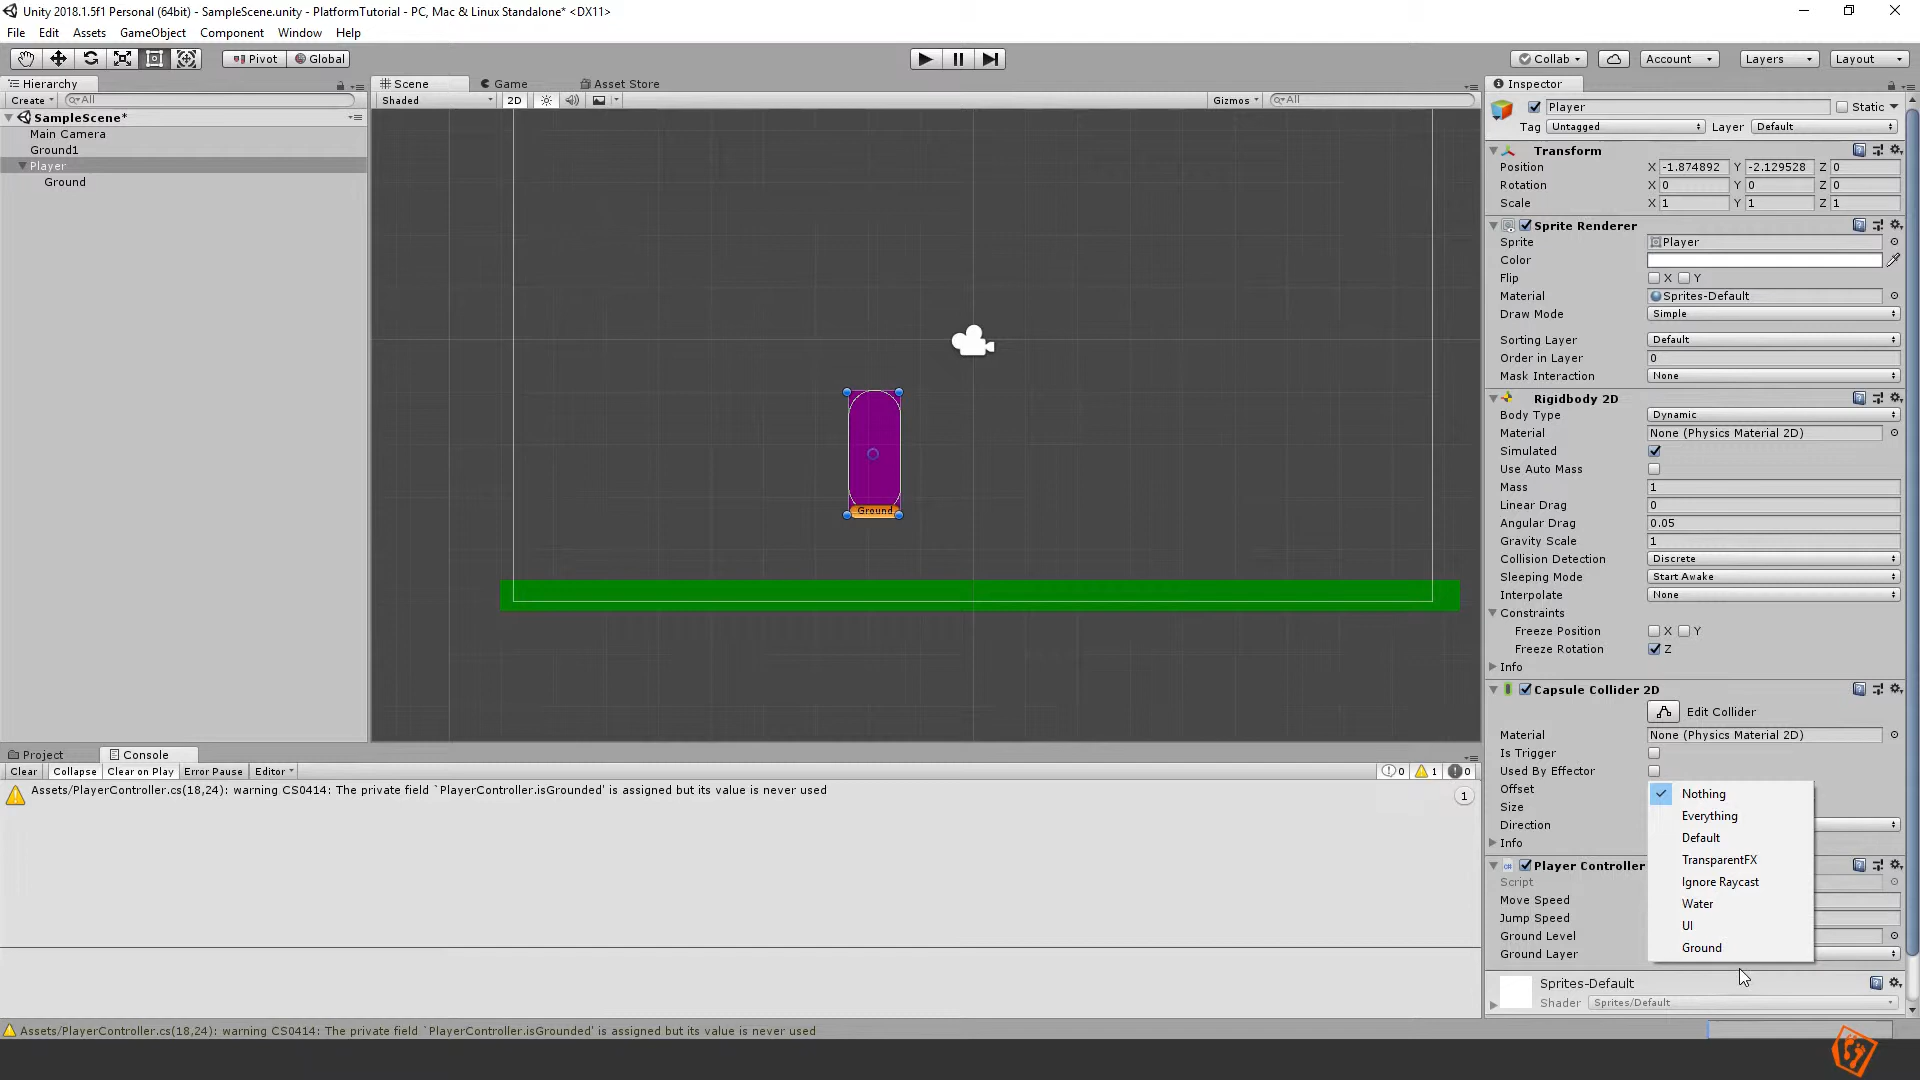 Unity 2018.1.5f1 Personal (64bit) - SampleScene.unity - PlatformTutorial - PC, Mac & Linux Standalone* <DX11>
File Edit Assets GameObject Component Window Help
Pivot Global Collab Account Layers Layout
Hierarchy
Create All
SampleScene*
Main Camera
Ground1
Player
Ground
Scene Game Asset Store
Shaded 2D Gizmos All
Ground
Inspector
Player Static
Tag Untagged Layer Default
Transform
Position X -1.874892 Y -2.129528 Z 0
Rotation X 0 Y 0 Z 0
Scale X 1 Y 1 Z 1
Sprite Renderer
Sprite Player
Color
Flip X Y
Material Sprites-Default
Draw Mode Simple
Sorting Layer Default
Order in Layer 0
Mask Interaction None
Rigidbody 2D
Body Type Dynamic
Material None (Physics Material 2D)
Simulated
Use Auto Mass
Mass 1
Linear Drag 0
Angular Drag 0.05
Gravity Scale 1
Collision Detection Discrete
Sleeping Mode Start Awake
Interpolate None
Constraints
Freeze Position X Y
Freeze Rotation Z
Info
Capsule Collider 2D
Edit Collider
Material None (Physics Material 2D)
Is Trigger
Used By Effector
Offset
Size
Direction
Info
Player Controller
Script
Move Speed
Jump Speed
Ground Level
Ground Layer
Nothing
Everything
Default
TransparentFX
Ignore Raycast
Water
UI
Ground
Sprites-Default
Shader Sprites/Default
Project Console
Clear Collapse Clear on Play Error Pause Editor 0 1 0
Assets/PlayerController.cs(18,24): warning CS0414: The private field `PlayerController.isGrounded' is assigned but its value is never used 1
Assets/PlayerController.cs(18,24): warning CS0414: The private field `PlayerController.isGrounded' is assigned but its value is never used